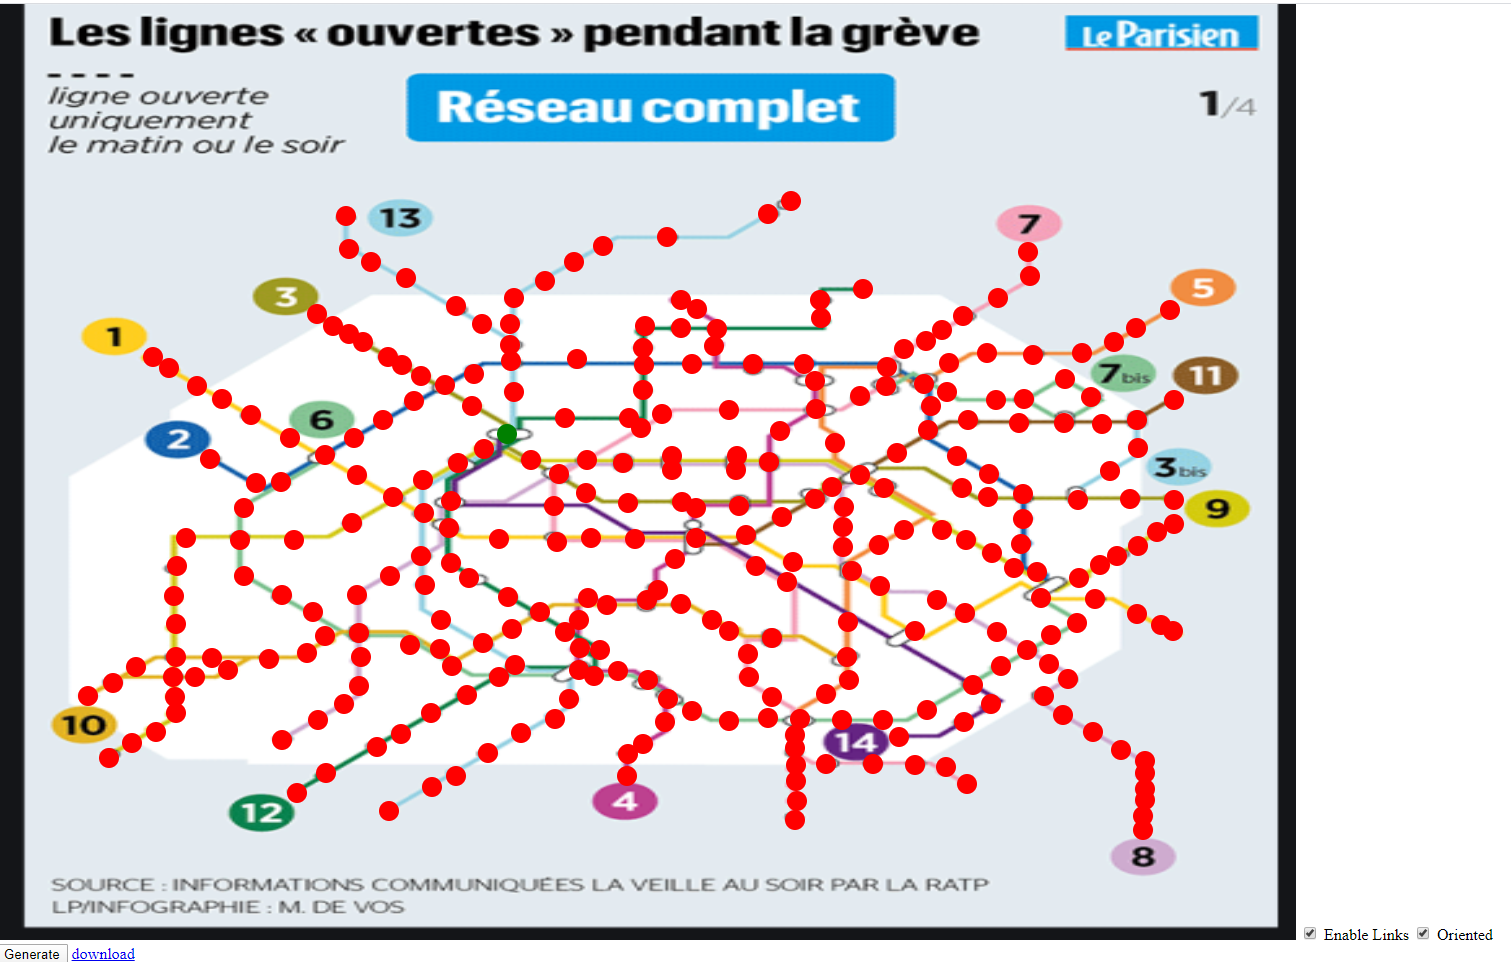 Les lignes « ouvertes » pendant la grève
Le Parisien
ligne ouverte
uniquement
le matin ou le soir
Réseau complet
1/4
13
7
3
5
1
7bis
11
6
2
3bis
9
10
14
12
4
8
SOURCE : INFORMATIONS COMMUNIQUÉES LA VEILLE AU SOIR PAR LA RATP
LP/INFOGRAPHIE : M. DE VOS
Enable Links
Oriented
Generate
download